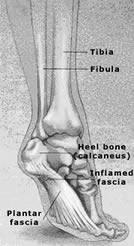 Tibia
Fibula
Heel bone
(calcaneus)
Inflamed
fascia
Plantar
fascia